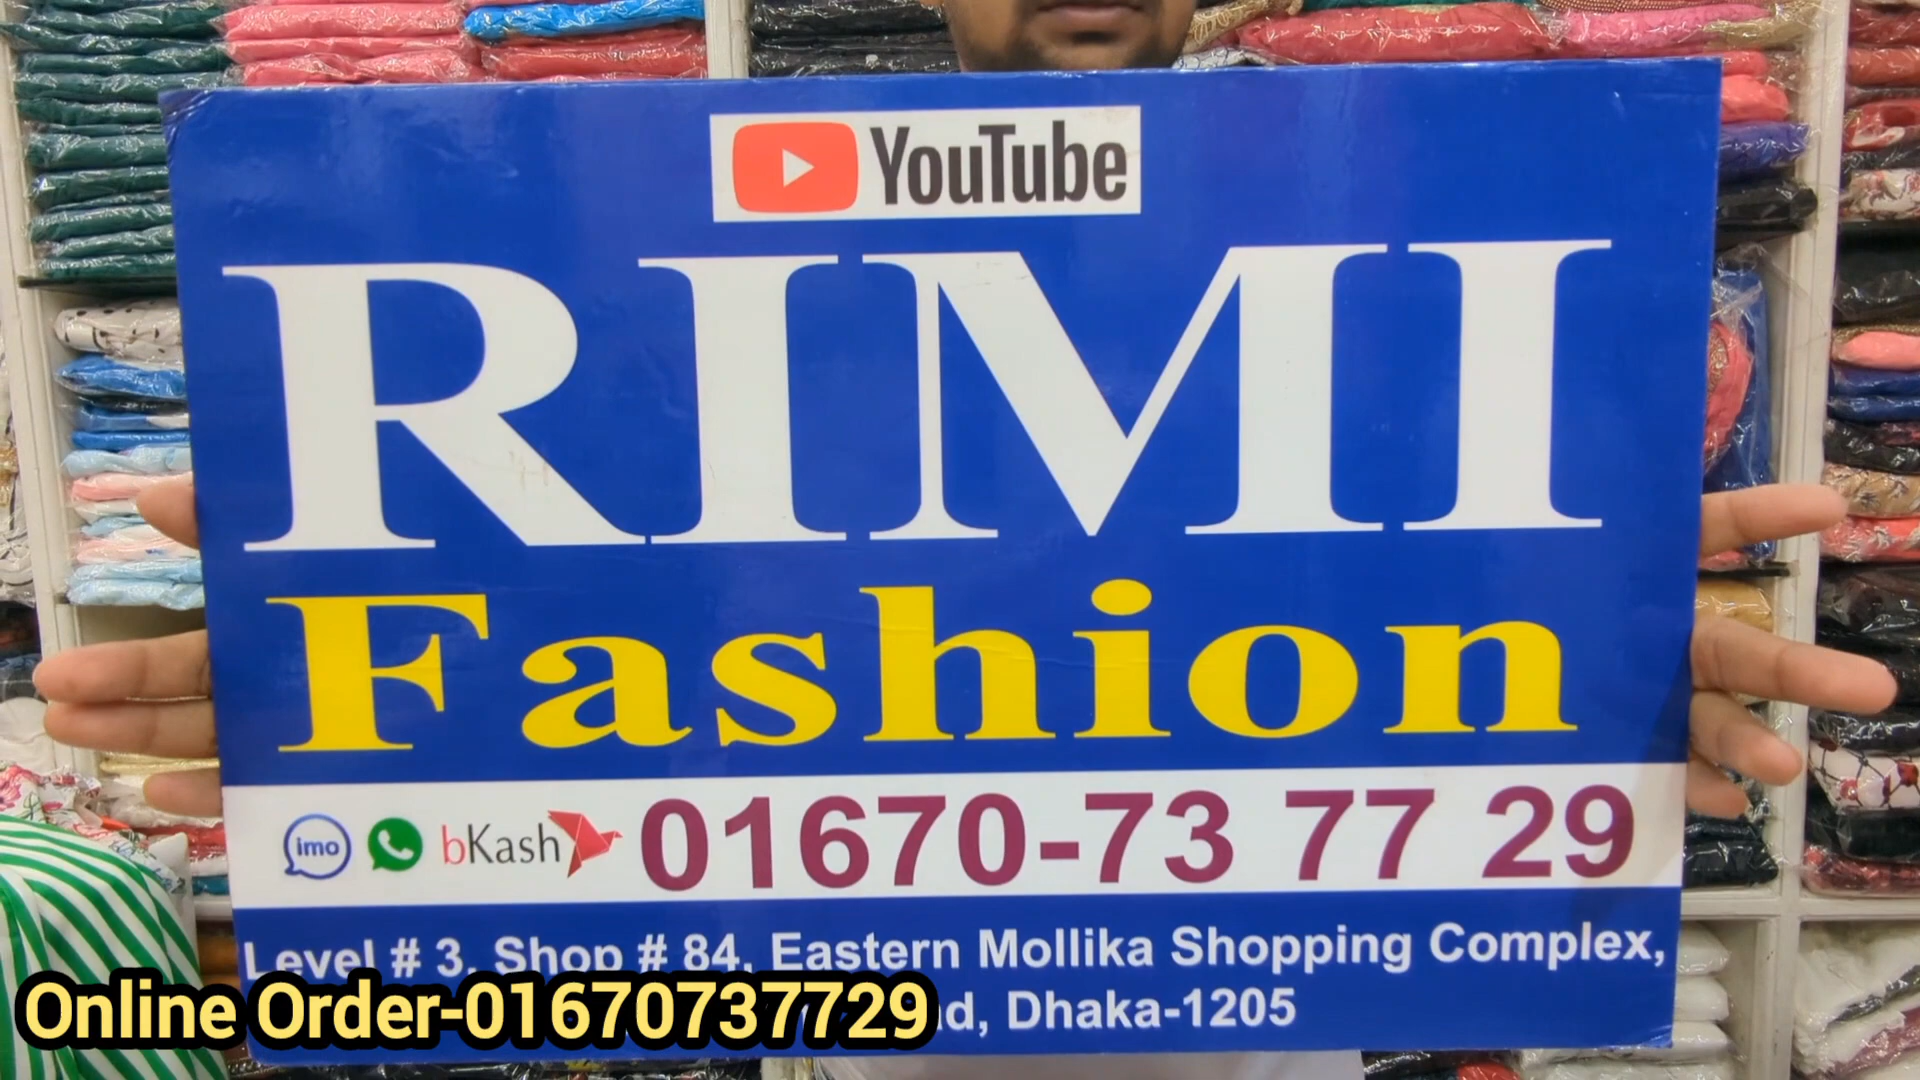 YouTube
RIMI
Fashion
imo bKash 01670-73 77 29
Level # 3, Shop # 84, Eastern Mollika Shopping Complex,
Dhaka-1205
Online Order-01670737729